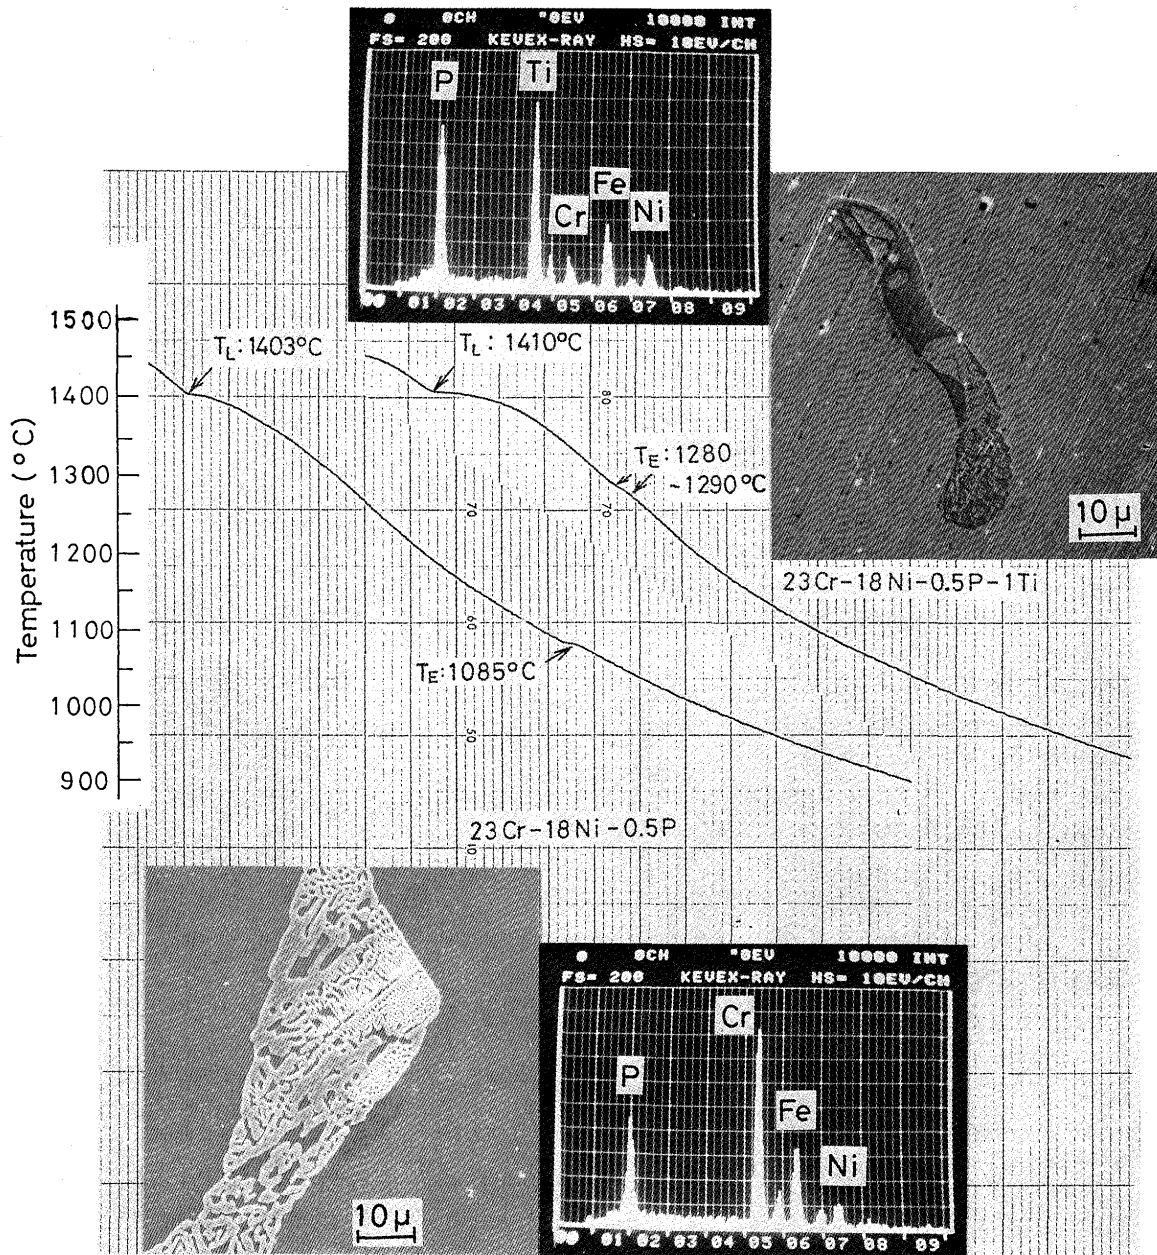 0 0CH "0EV 10000 INT
FS= 200 KEVEX-RAY HS= 10EV/CH
P
Ti
Cr
Fe
Ni
01 02 03 04 05 06 07 08 09
1500
1400
1300
1200
1100
1000
900
Temperature (°C)
TL: 1403°C
TL: 1410°C
TE: 1280
~1290°C
80
70
70
60
50
10μ
23Cr-18Ni-0.5P-1Ti
TE: 1085°C
23Cr-18Ni-0.5P
10μ
0 0CH "0EV 10000 INT
FS= 200 KEVEX-RAY HS= 10EV/CH
Cr
P
Fe
Ni
00 01 02 03 04 05 06 07 08 09